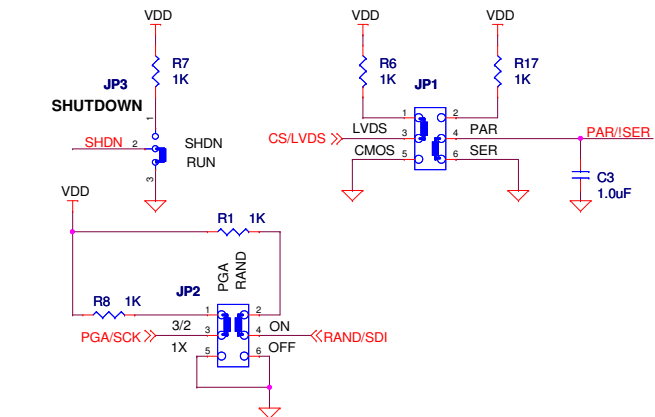 VDD
R7
1K
JP3
SHUTDOWN
1
SHDN 2
SHDN
RUN
3
VDD
VDD
R6
1K
R17
1K
JP1
1 2
CS/LVDS LVDS 3 4 PAR PAR/!SER
CMOS 5 6 SER
C3
1.0uF
VDD
R1 1K
PGA
RAND
R8 1K
JP2
1 2
PGA/SCK 3/2 3 4 ON RAND/SDI
1X 5 6 OFF